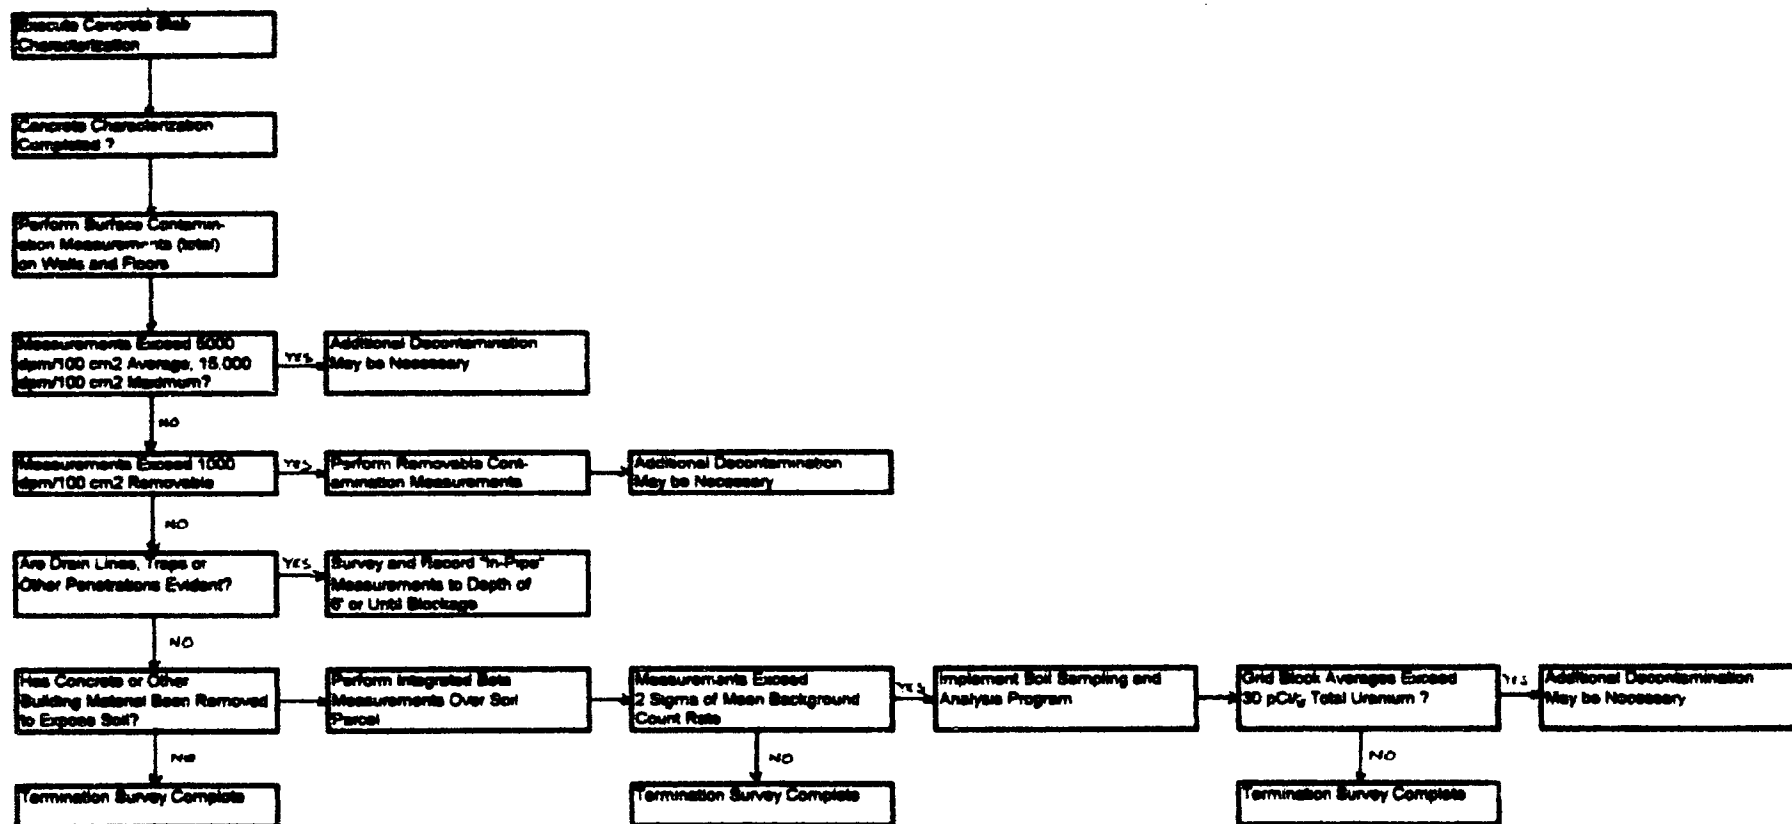 Execute Concrete Slab
Characterization
Concrete Characterization
Completed ?
Perform Surface Contamin-
ation Measurements (total)
on Walls and Floors
Measurements Exceed 5000
dpm/100 cm2 Average, 15,000
dpm/100 cm2 Maximum?
YES
Additional Decontamination
May be Necessary
NO
Measurements Exceed 1000
dpm/100 cm2 Removable
YES
Perform Removable Cont-
amination Measurements
Additional Decontamination
May be Necessary
NO
Are Drain Lines, Traps or
Other Penetrations Evident?
YES
Survey and Record "In-Pipe"
Measurements to Depth of
6' or Until Blockage
NO
Has Concrete or Other
Building Material Been Removed
to Expose Soil?
Perform Integrated Beta
Measurements Over Soil
Parcel
Measurements Exceed
2 Sigma of Mean Background
Count Rate
YES
Implement Soil Sampling and
Analysis Program
Grid Block Averages Exceed
30 pCi/g Total Uranium ?
YES
Additional Decontamination
May be Necessary
NO
NO
NO
Termination Survey Complete
Termination Survey Complete
Termination Survey Complete